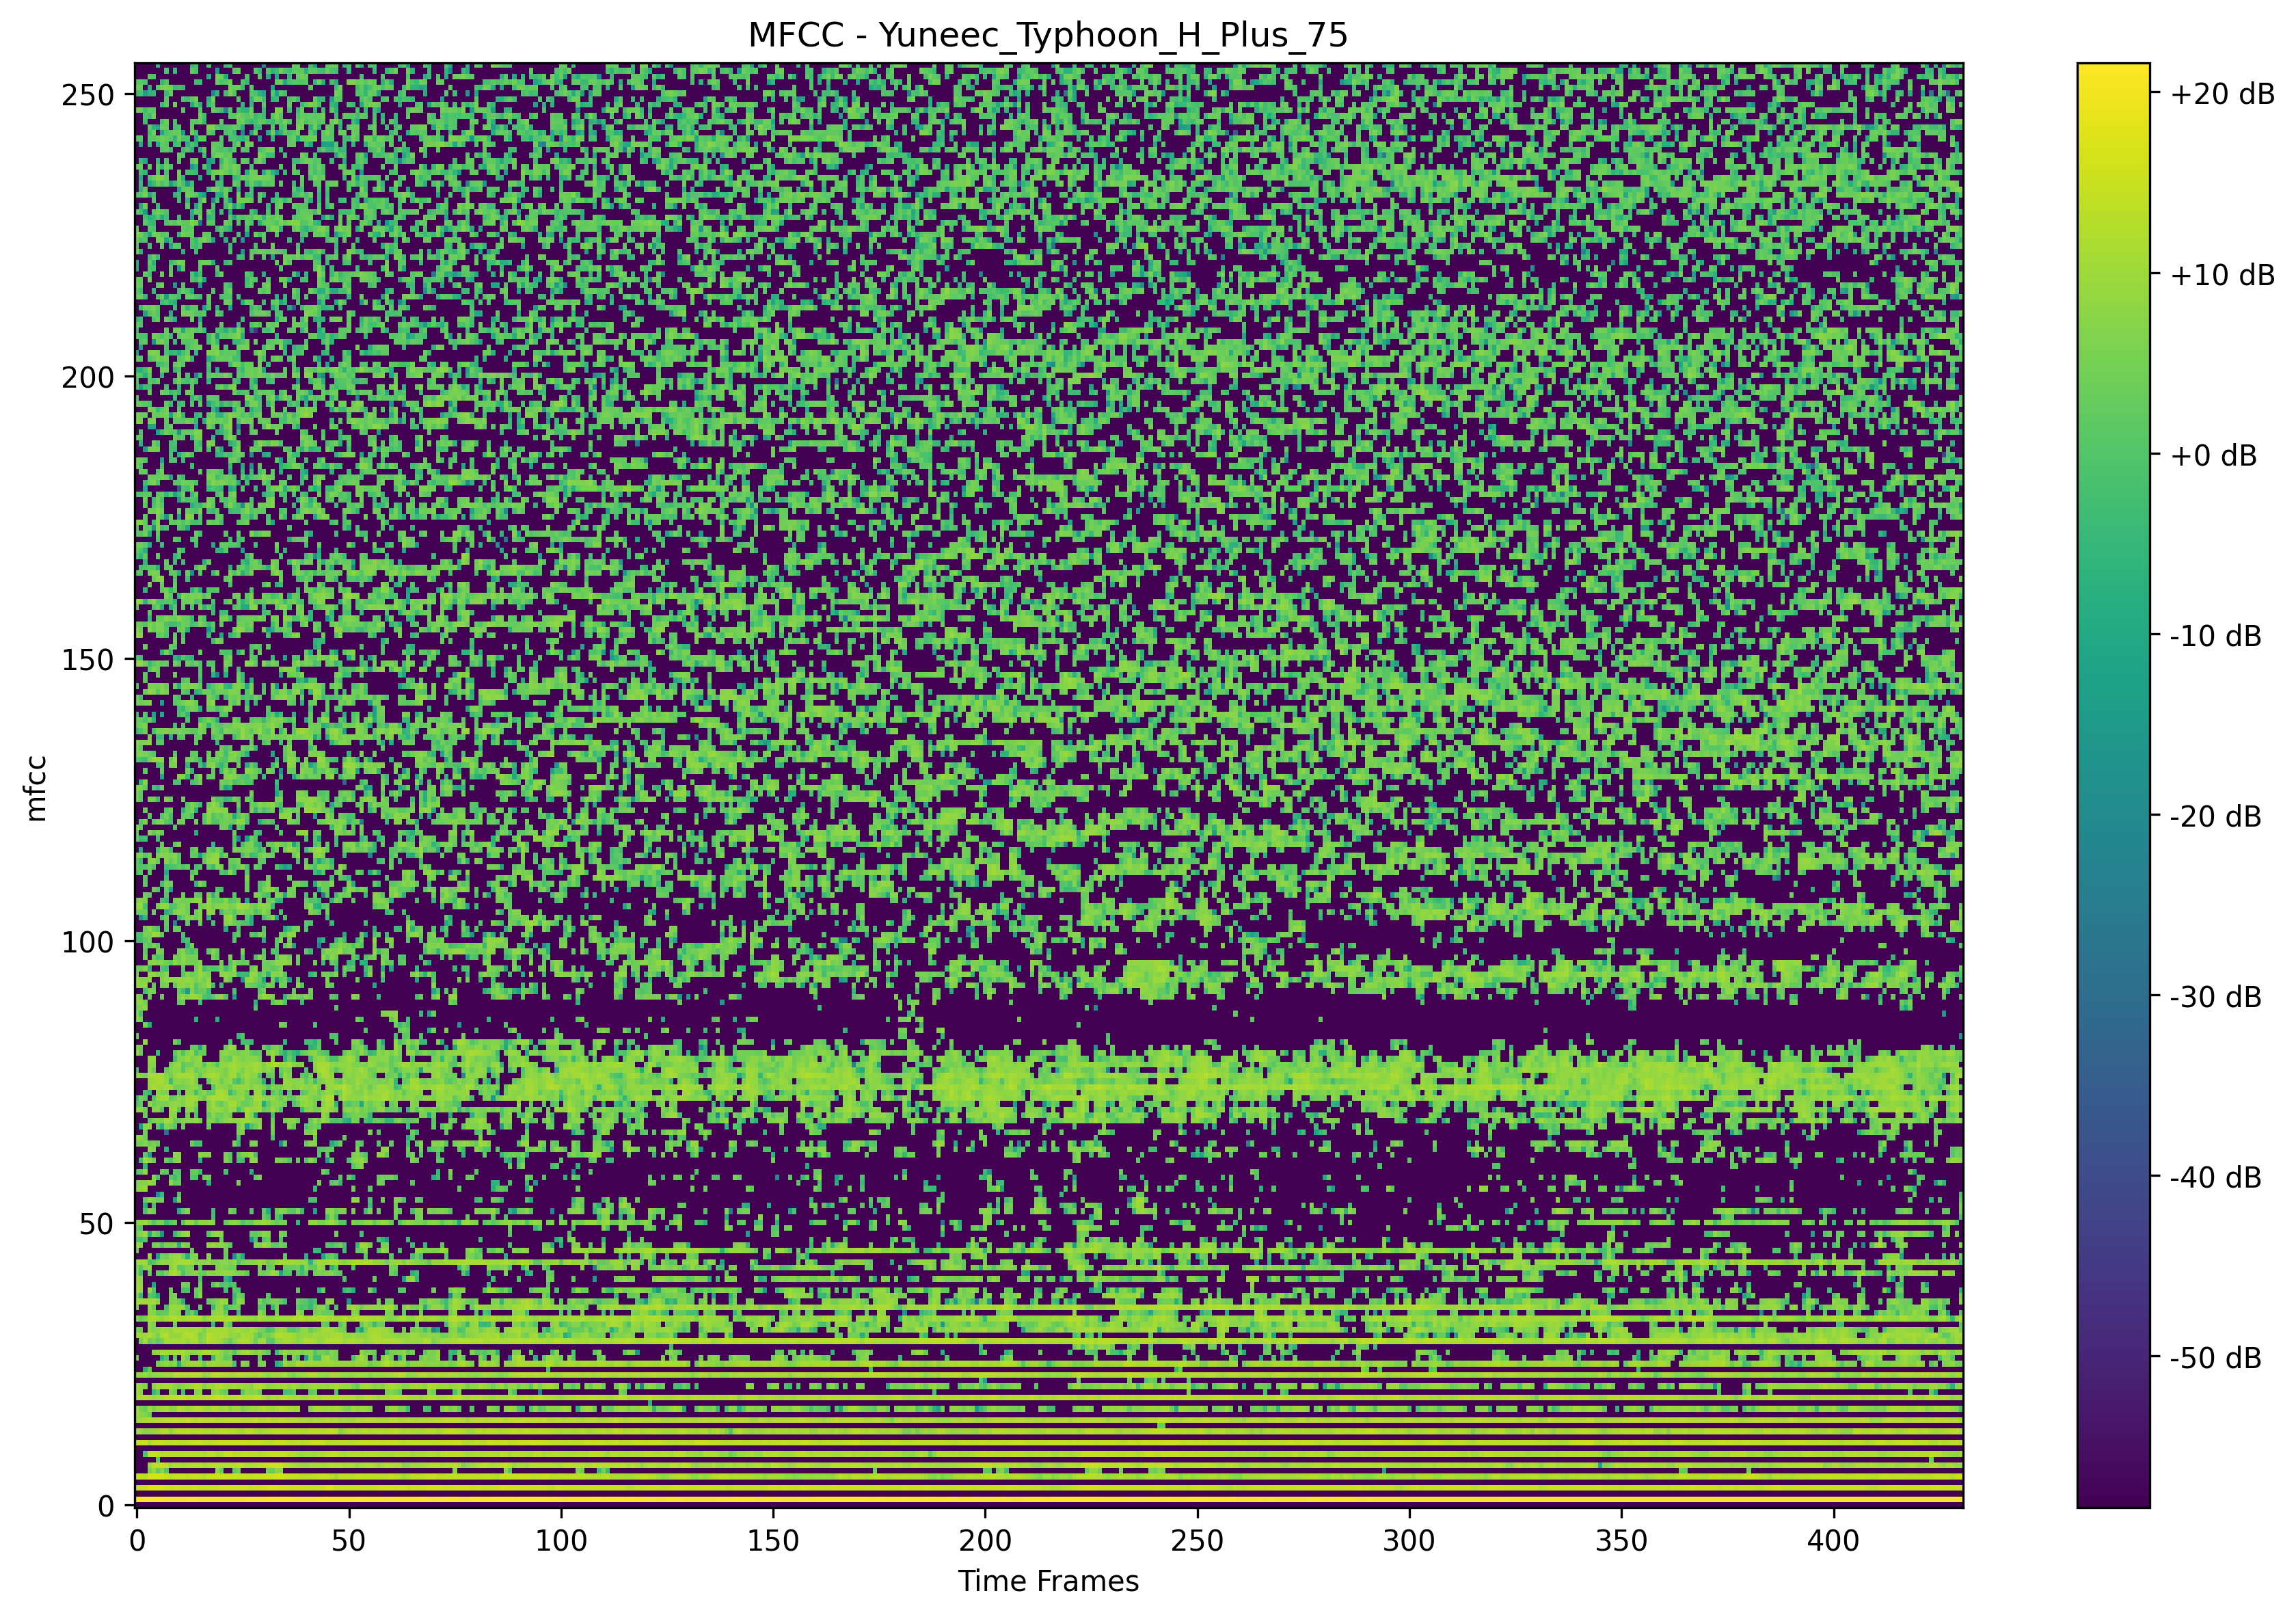 MFCC - Yuneec_Typhoon_H_Plus_75
mfcc
250
200
150
100
50
0
0 50 100 150 200 250 300 350 400
Time Frames
+20 dB
+10 dB
+0 dB
-10 dB
-20 dB
-30 dB
-40 dB
-50 dB